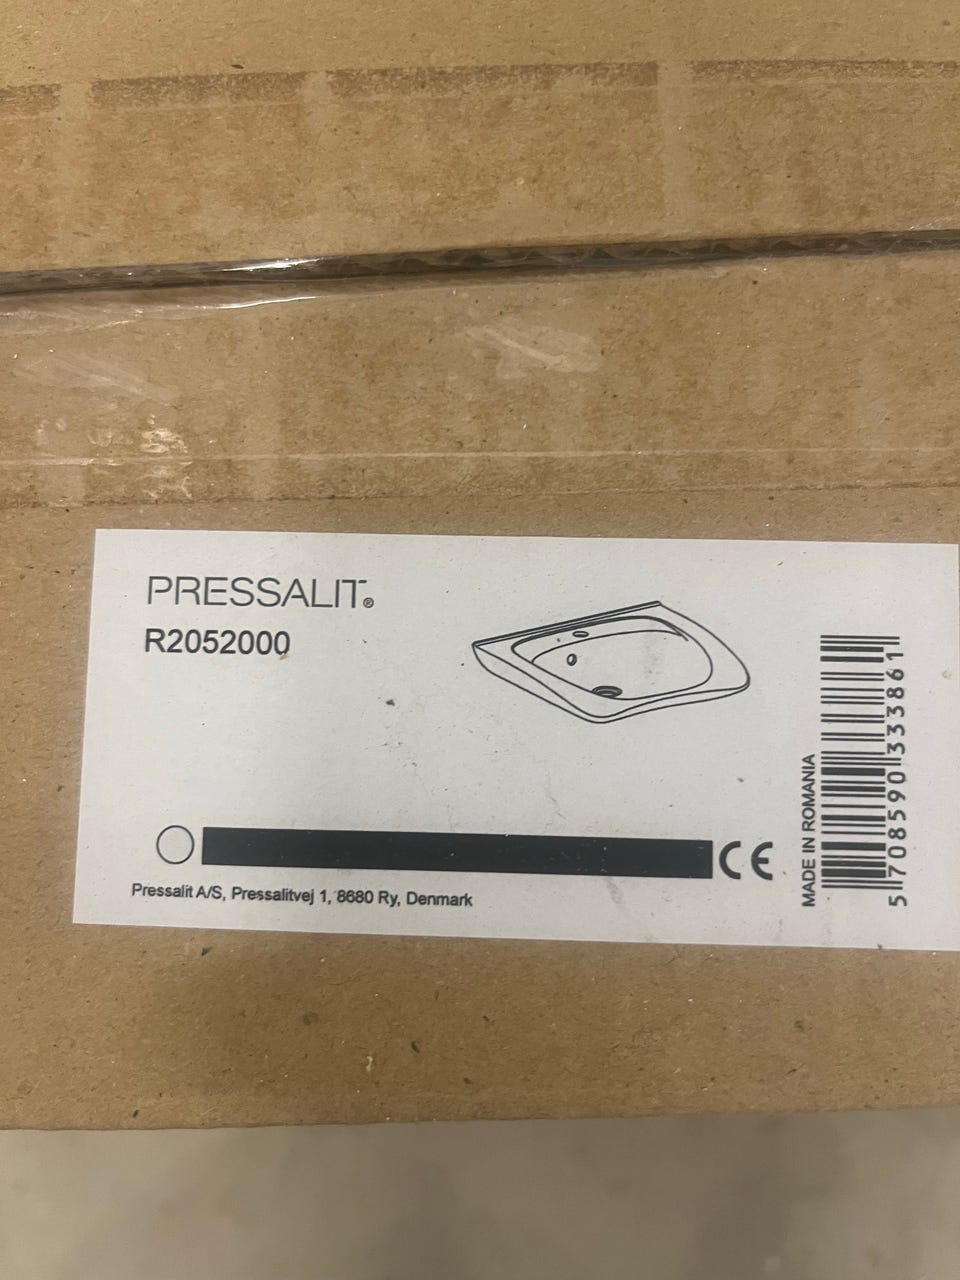 PRESSALIT®
R2052000
CE
Pressalit A/S, Pressalitvej 1, 8680 Ry, Denmark
MADE IN ROMANIA
5 708590 333861